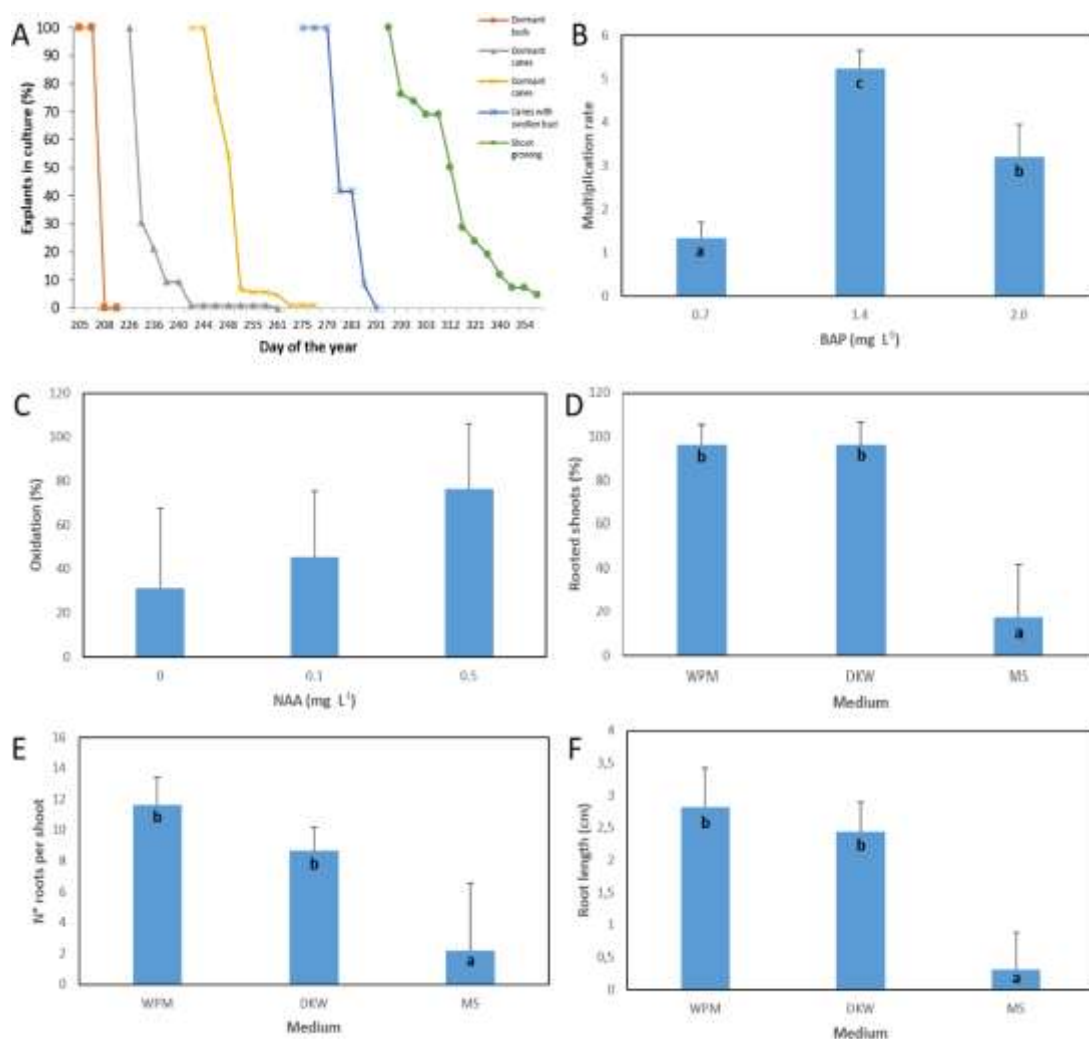 A
Explants in culture (%)
100
90
80
70
60
50
40
30
20
10
0
205 208 226 236 240 244 248 255 261 275 279 283 291 299 303 312 321 340 354
Day of the year
Dormant
buds
Dormant
canes
Dormant
canes
Canes with
swollen bud
Shoot
growing
B
Multiplication rate
6
5
4
3
2
1
0
a
c
b
0.7 1.4 2.0
BAP (mg L
C
Oxidation (%)
120
100
80
60
40
20
0
0 0.1 0.5
NAA (mg L
D
Rooted shoots (%)
120
100
80
60
40
20
0
b
b
a
WPM DKW MS
Medium
E
N° roots per shoot
16
14
12
10
8
6
4
2
0
b
b
a
WPM DKW MS
Medium
F
Root length (cm)
4
3,5
3
2,5
2
1,5
1
0,5
0
b
b
a
WPM DKW MS
Medium